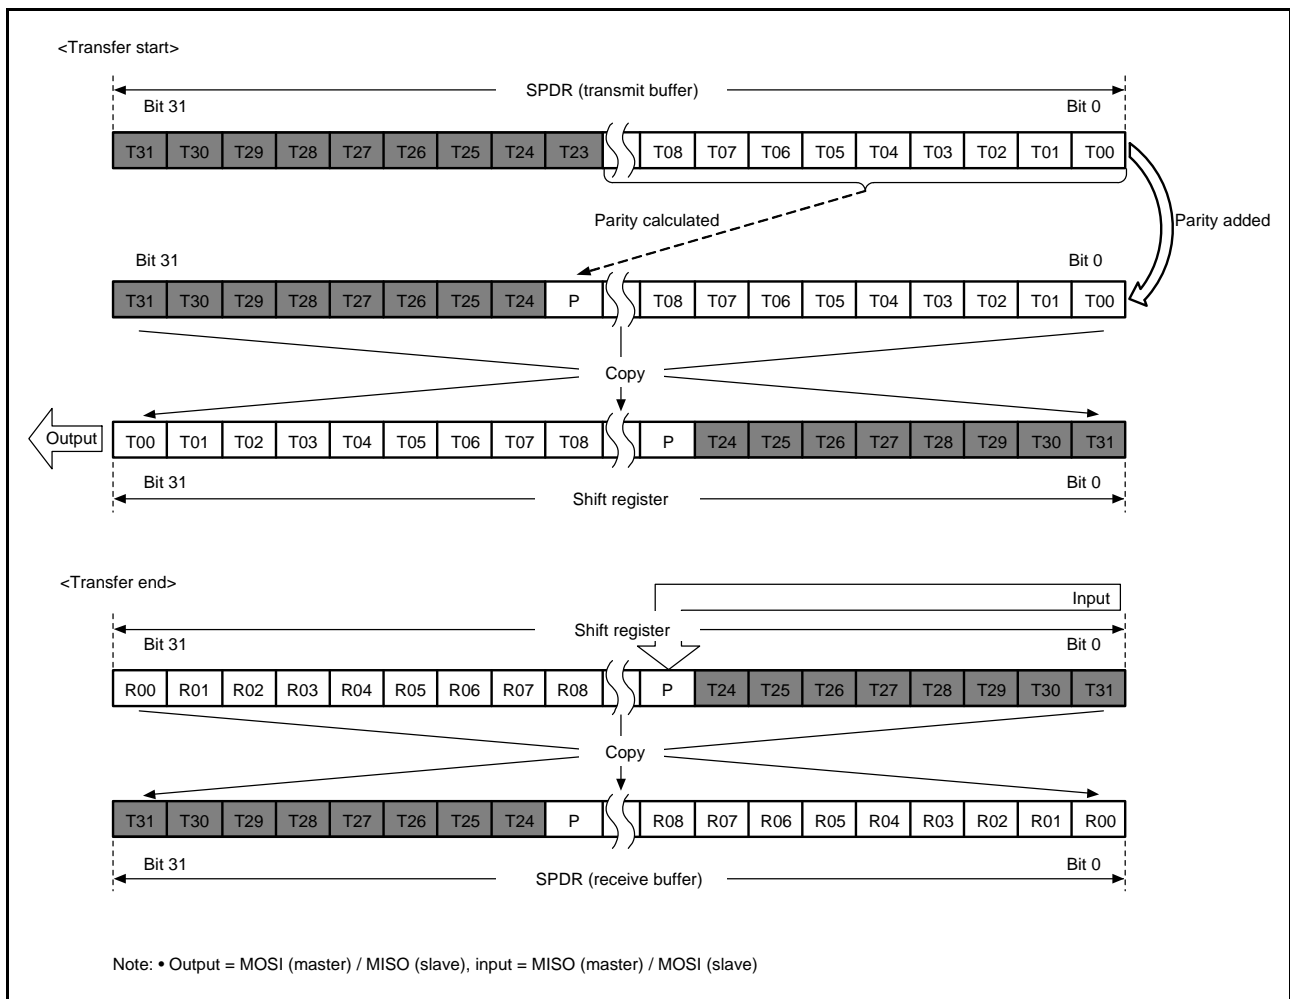 <Transfer start>
SPDR (transmit buffer)
Bit 31 Bit 0
T31 T30 T29 T28 T27 T26 T25 T24 T23 T08 T07 T06 T05 T04 T03 T02 T01 T00
Parity calculated Parity added
Bit 31 Bit 0
T31 T30 T29 T28 T27 T26 T25 T24 P T08 T07 T06 T05 T04 T03 T02 T01 T00
Copy
Output T00 T01 T02 T03 T04 T05 T06 T07 T08 P T24 T25 T26 T27 T28 T29 T30 T31
Bit 31 Bit 0
Shift register
<Transfer end>
Input
Shift register
Bit 31 Bit 0
R00 R01 R02 R03 R04 R05 R06 R07 R08 P T24 T25 T26 T27 T28 T29 T30 T31
Copy
T31 T30 T29 T28 T27 T26 T25 T24 P R08 R07 R06 R05 R04 R03 R02 R01 R00
Bit 31 Bit 0
SPDR (receive buffer)
Note: • Output = MOSI (master) / MISO (slave), input = MISO (master) / MOSI (slave)